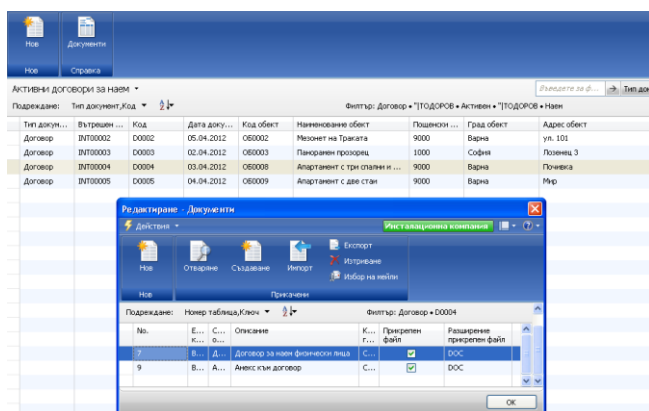 Нов
Документи
Нов
Справка
Активни договори за наем
Въведете за ф...
Тип док
Подреждане: Тип документ,Код
Филтър: Договор • "|ТОДОРОВ • Активен • "|ТОДОРОВ • Наем
Тип докун... Вътрешен ... Код Дата доку... Код обект Наименование обект Пощенски ... Град обект Адрес обект
Договор INT00002 D0002 05.04.2012 ОБ0002 Мезонет на Траката 9000 Варна ул. 101
Договор INT00003 D0003 02.04.2012 ОБ0003 Панорамен прозорец 1000 София Лозенец 3
Договор INT00004 D0004 03.04.2012 ОБ0008 Апартамент с три спални и ... 9000 Варна Почивка
Договор INT00005 D0005 04.04.2012 ОБ0009 Апартамент с две стаи 9000 Варна Мир
Редактиране - Документи
Действия
Инсталационна компания
Нов
Отваряне
Създаване
Импорт
Експорт
Изтриване
Избор на мейли
Нов
Прикачени
Подреждане: Номер таблица,Ключ
Филтър: Договор • D0004
No. Е... к... С... о... Описание К... г... Прикрепен файл Разширение прикрепен файл
7 В... Д... Договор за наем физически лица С... DOC
9 В... А... Анекс към договор С... DOC
ОК